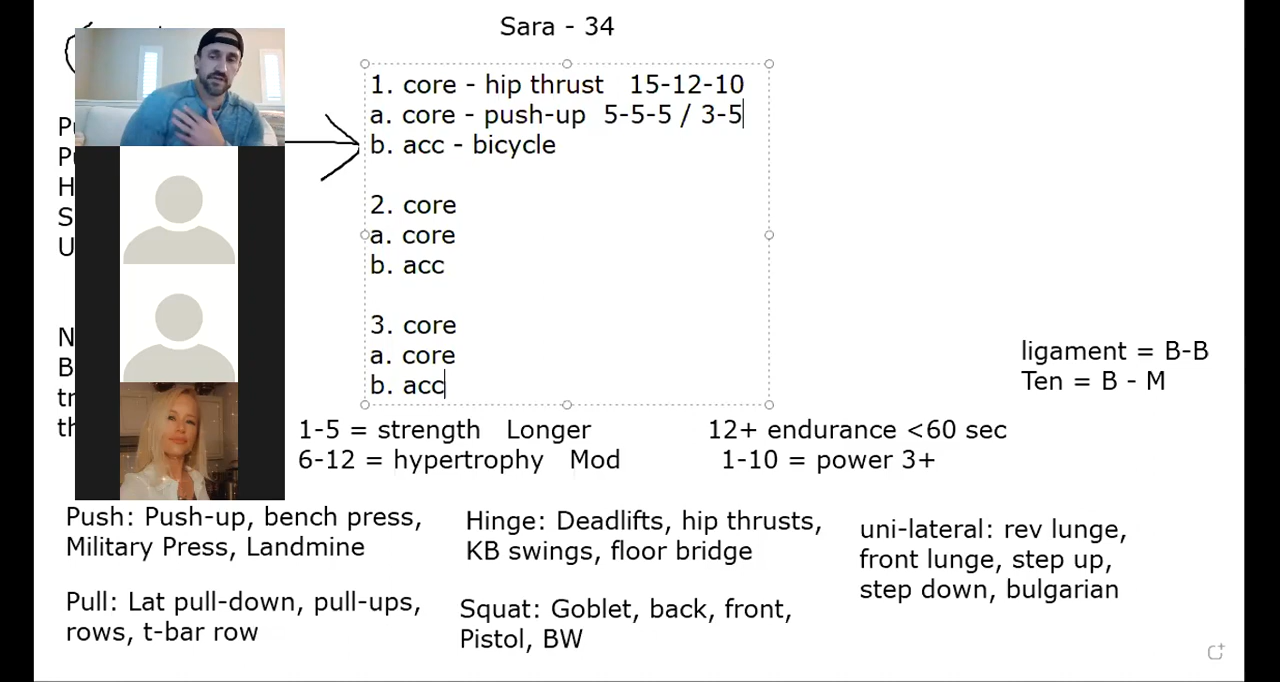 Sara - 34
1. core - hip thrust 15-12-10
a. core - push-up 5-5-5 / 3-5
b. acc - bicycle
2. core
a. core
b. acc
3. core
a. core
b. acc
ligament = B-B
Ten = B - M
1-5 = strength Longer
12+ endurance <60 sec
6-12 = hypertrophy Mod
1-10 = power 3+
Push: Push-up, bench press,
Military Press, Landmine
Hinge: Deadlifts, hip thrusts,
KB swings, floor bridge
uni-lateral: rev lunge,
front lunge, step up,
step down, bulgarian
Pull: Lat pull-down, pull-ups,
rows, t-bar row
Squat: Goblet, back, front,
Pistol, BW